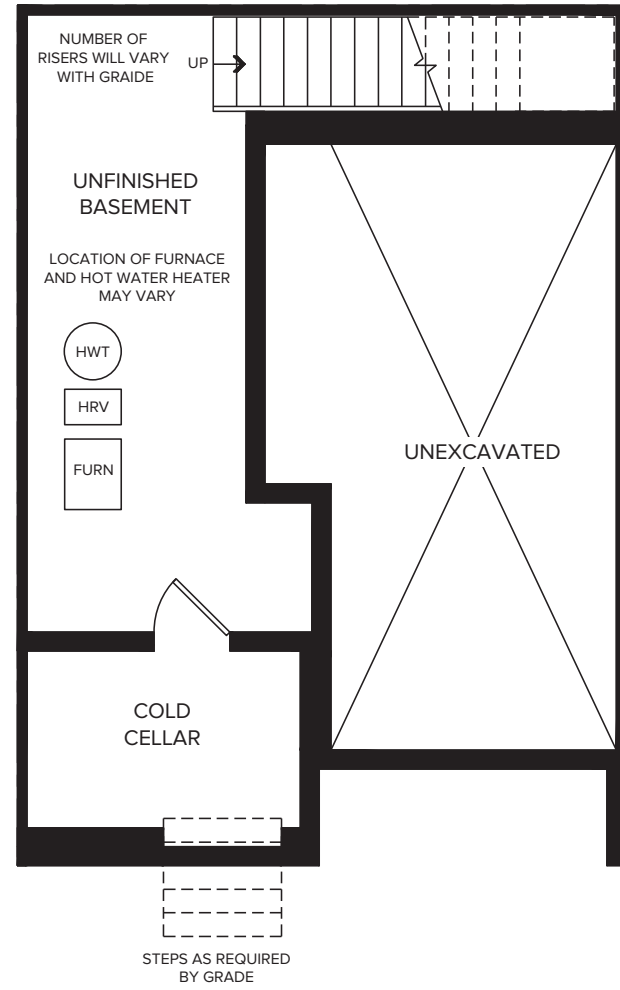 NUMBER OF
RISERS WILL VARY
WITH GRAIDE
UP
UNFINISHED
BASEMENT
LOCATION OF FURNACE
AND HOT WATER HEATER
MAY VARY
HWT
HRV
FURN
UNEXCAVATED
COLD
CELLAR
STEPS AS REQUIRED
BY GRADE